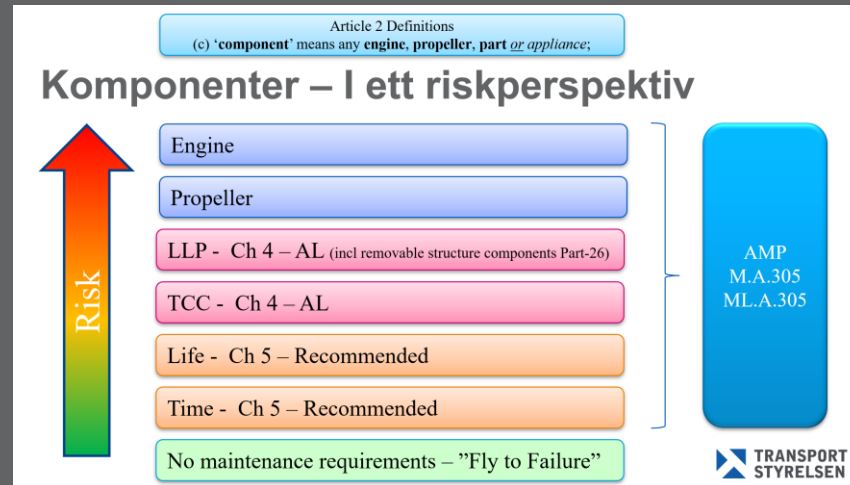 Article 2 Definitions
(c) ‘component’ means any engine, propeller, part or appliance;
Komponenter – I ett riskperspektiv
Risk
Engine
Propeller
LLP - Ch 4 – AL (incl removable structure components Part-26)
TCC - Ch 4 – AL
Life - Ch 5 – Recommended
Time - Ch 5 – Recommended
No maintenance requirements – ”Fly to Failure”
AMP
M.A.305
ML.A.305
TRANSPORT
STYRELSEN